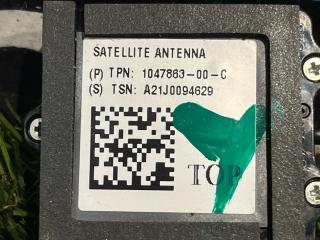 SATELLITE ANTENNA
(P) TPN: 1047863-00-C
(S) TSN: A21J0094629
TOP